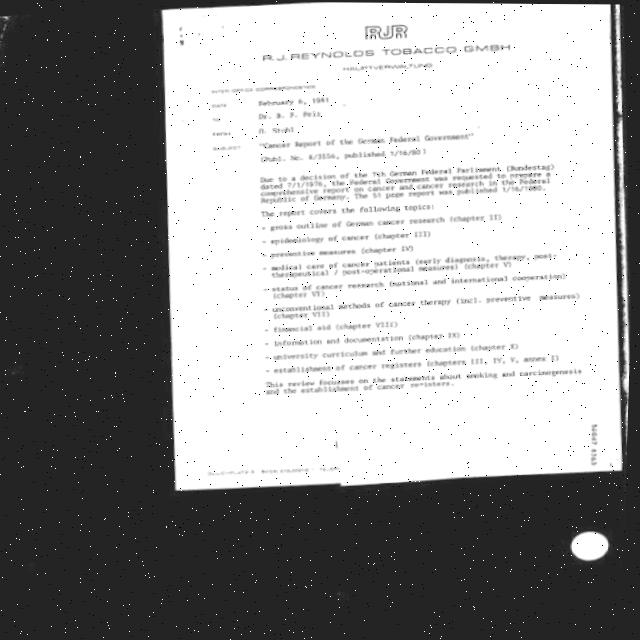 RJR
R.J. REYNOLDS TOBACCO GMBH
HAUPTVERWALTUNG
INTER-OFFICE CORRESPONDENCE
DATE February 6, 1981
TO Dr. B. F. Feiz
FROM O. Stuhl
SUBJECT "Cancer Report of the German Federal Government"
(Publ. No. 8/3556, published 1/16/80)
Due to a decision of the 7th German Federal Parliament (Bundestag)
dated 7/1/1976, the Federal Government was requested to prepare a
comprehensive report on cancer and cancer research in the Federal
Republic of Germany. The 51 page report was published 1/16/1980.
The report covers the following topics:
- gross outline of German cancer research (chapter II)
- epidemiology of cancer (chapter III)
- preventive measures (chapter IV)
- medical care of cancer patients (early diagnosis, therapy, post-
therapeutical / post-operational measures) (chapter V)
- status of cancer research (national and international cooperation)
(chapter VI)
- unconventional methods of cancer therapy (incl. preventive measures)
(chapter VII)
- financial aid (chapter VIII)
- information and documentation (chapter IX)
- university curriculum and further education (chapter X)
- establishment of cancer registers (chapters III, IV, V, annex I)
This review focusses on the statements about smoking and carcinogenesis
and the establishment of cancer registers.